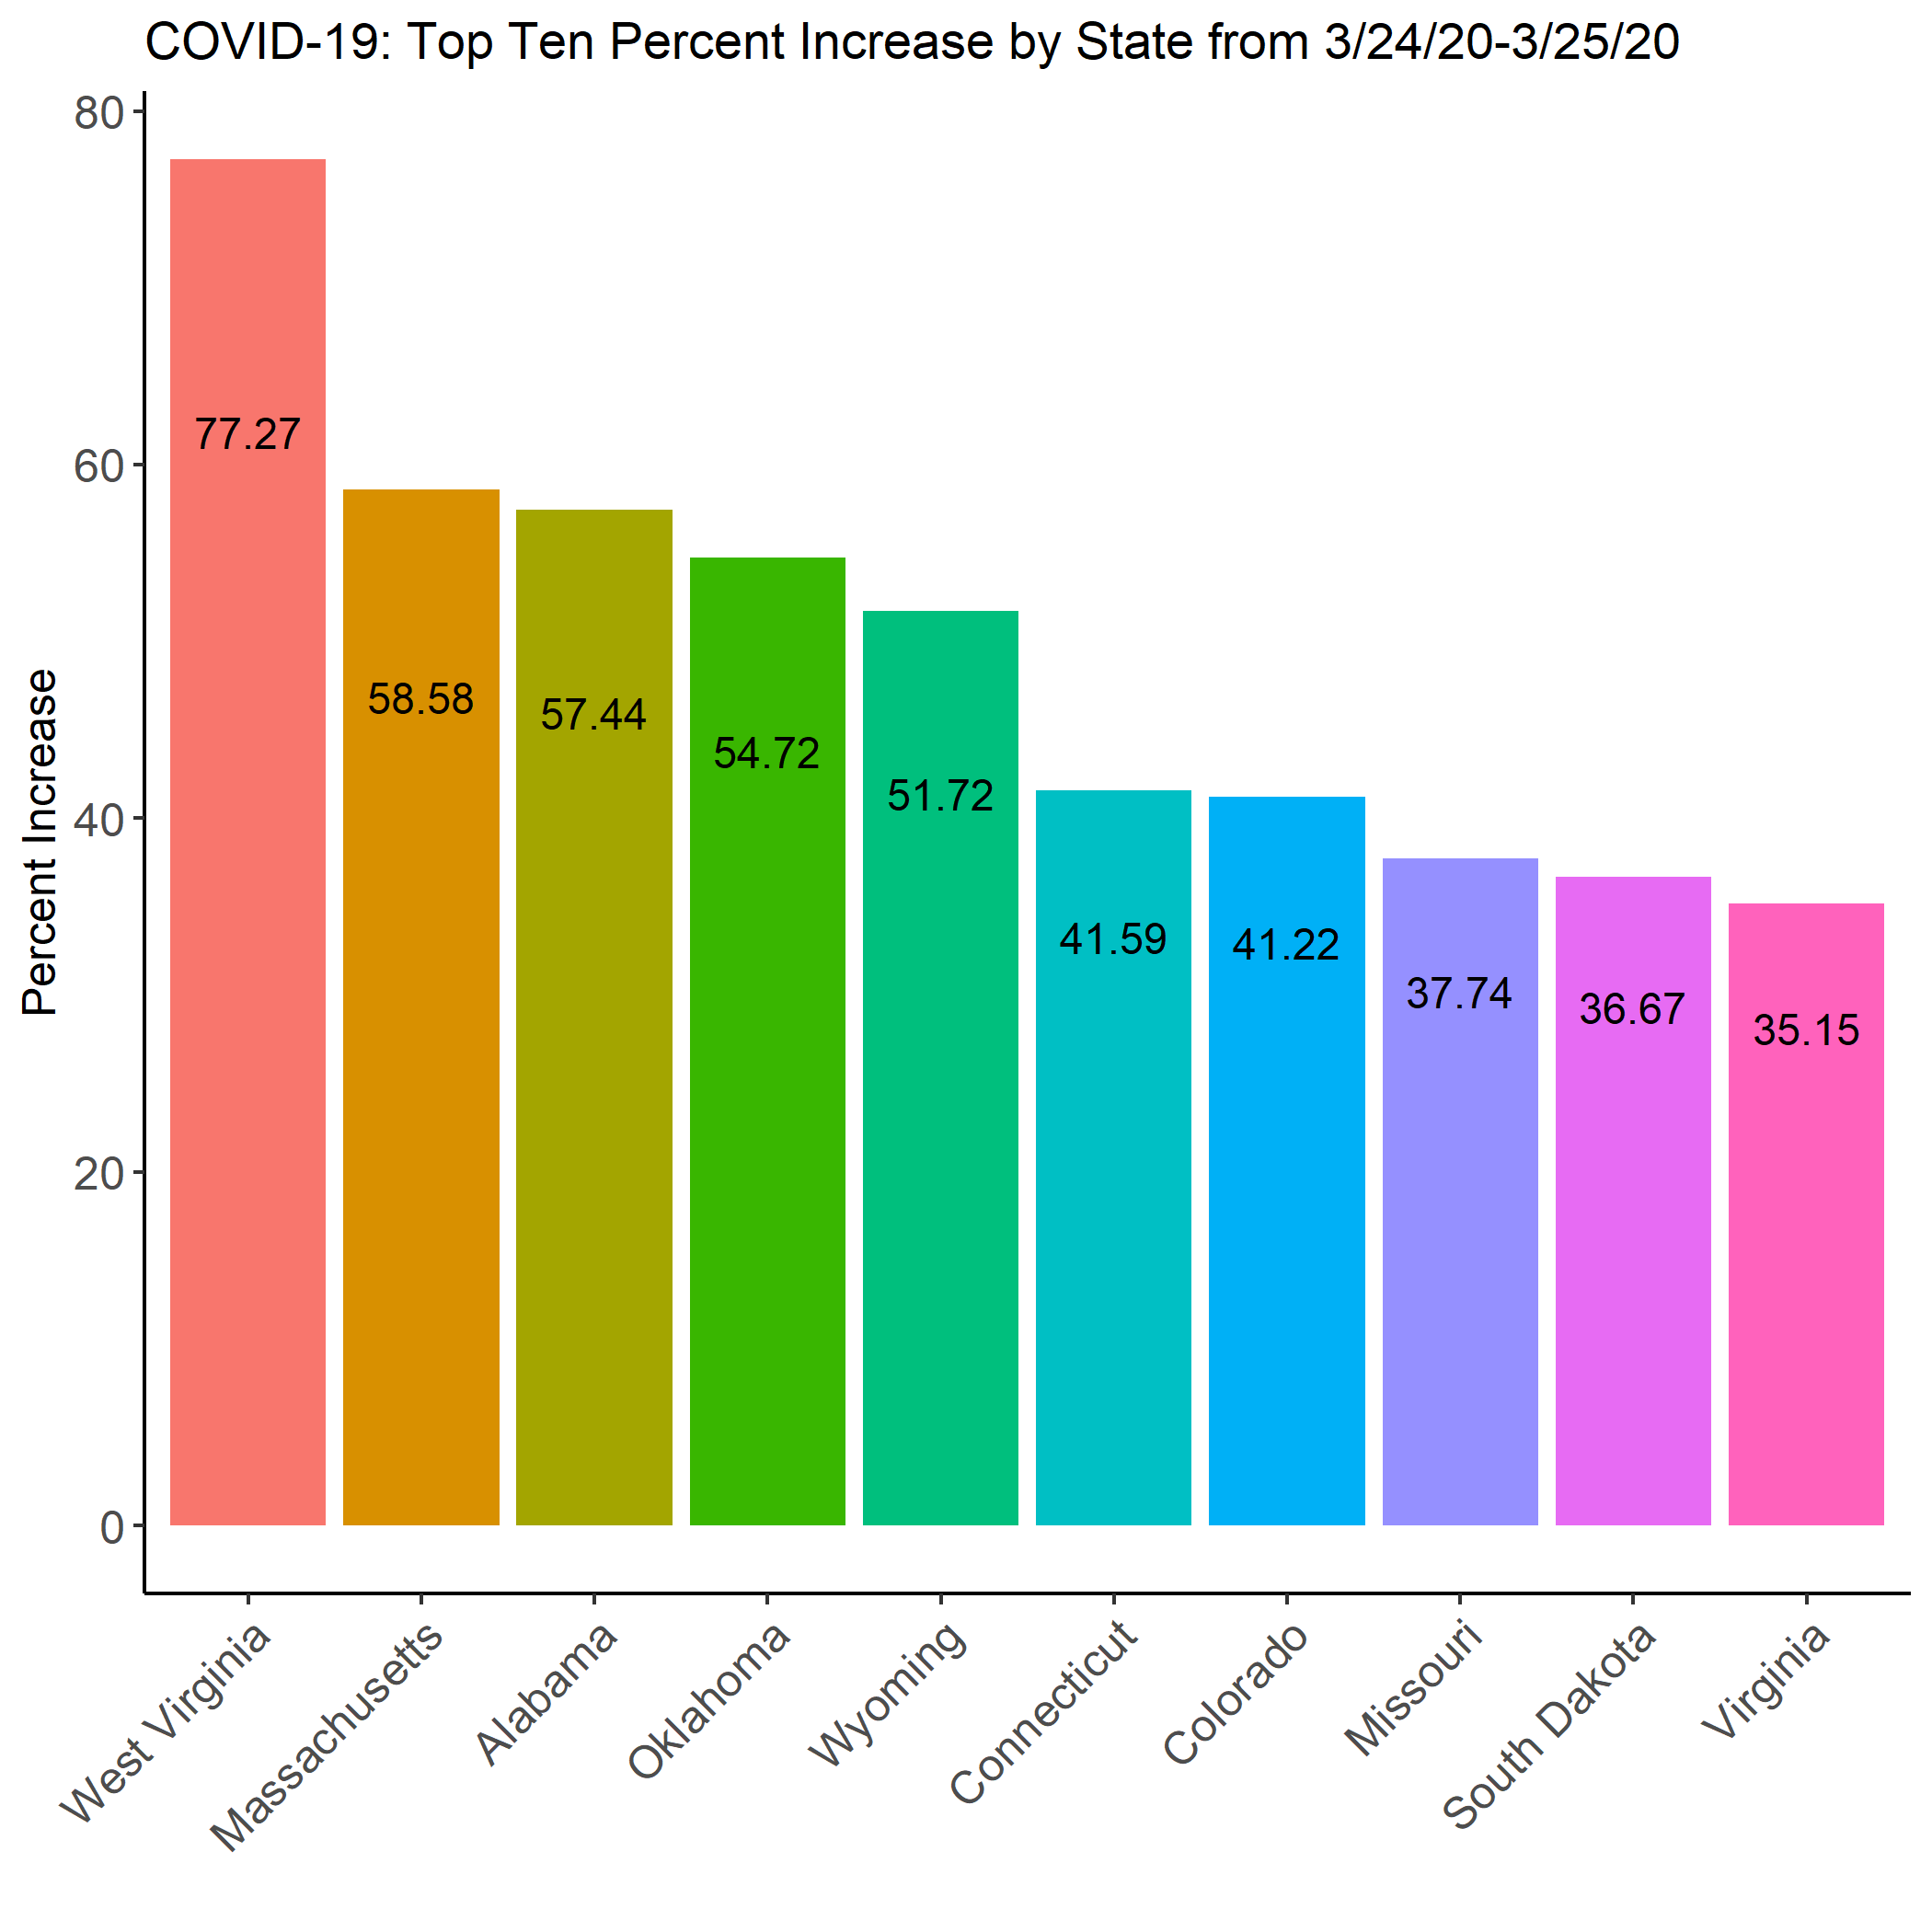 COVID-19: Top Ten Percent Increase by State from 3/24/20-3/25/20
Percent Increase
80
60
40
20
0
77.27
58.58
57.44
54.72
51.72
41.59
41.22
37.74
36.67
35.15
West Virginia
Massachusetts
Alabama
Oklahoma
Wyoming
Connecticut
Colorado
Missouri
South Dakota
Virginia